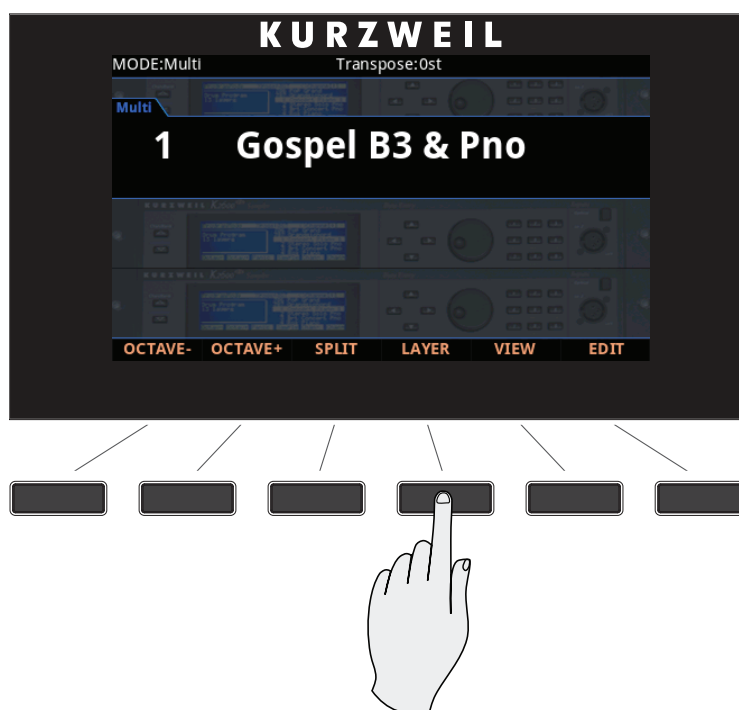 KURZWEIL
MODE:Multi Transpose:0st
Multi
1 Gospel B3 & Pno
OCTAVE- OCTAVE+ SPLIT LAYER VIEW EDIT